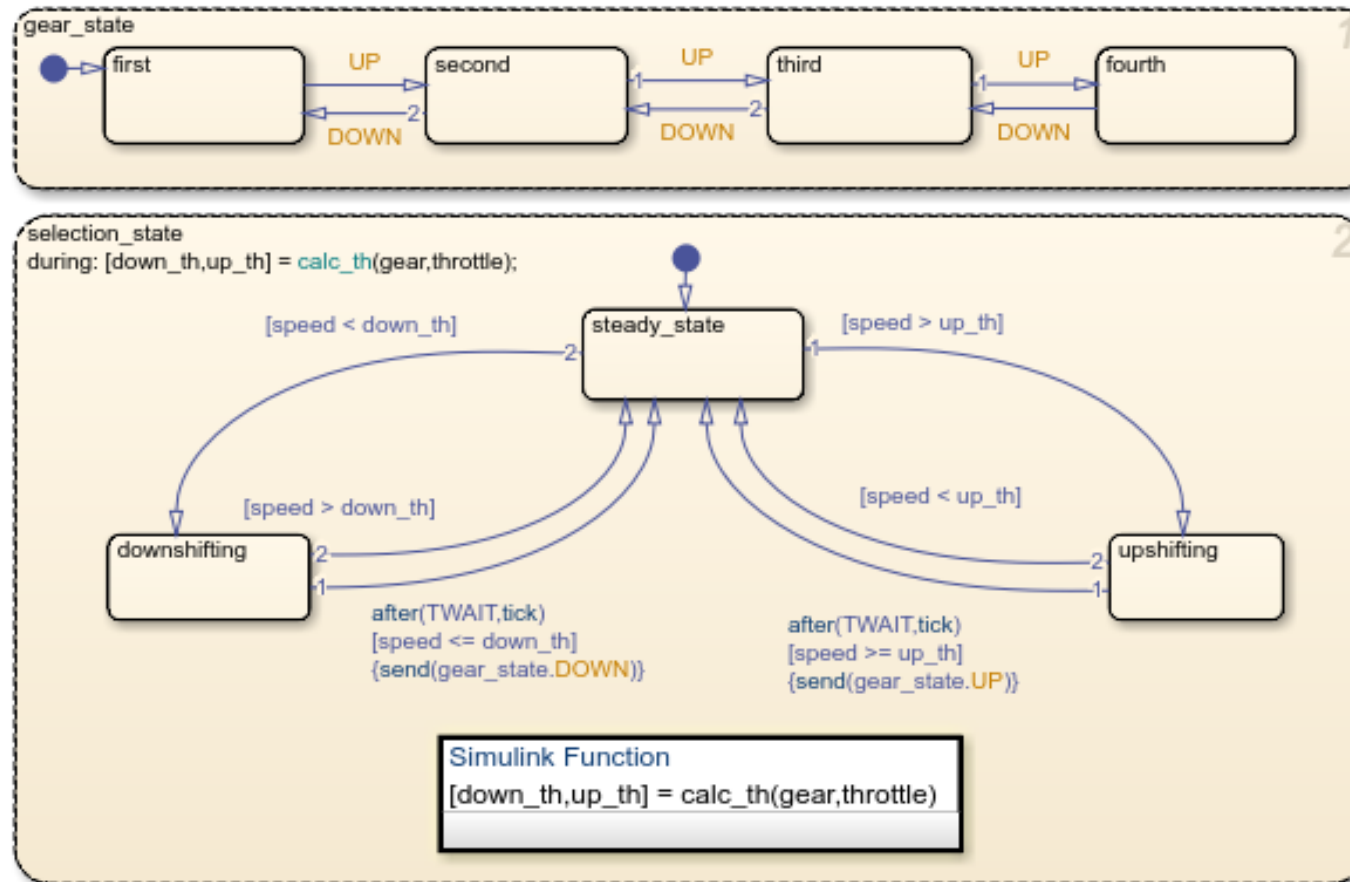 gear_state
1
first
UP
second
UP
third
UP
fourth
1
1
2
2
DOWN
DOWN
DOWN
selection_state
2
during: [down_th,up_th] = calc_th(gear,throttle);
[speed < down_th]
steady_state
[speed > up_th]
2
1
[speed > down_th]
[speed < up_th]
downshifting
upshifting
2
2
1
1
after(TWAIT,tick)
[speed <= down_th]
{send(gear_state.DOWN)}
after(TWAIT,tick)
[speed >= up_th]
{send(gear_state.UP)}
Simulink Function
[down_th,up_th] = calc_th(gear,throttle)